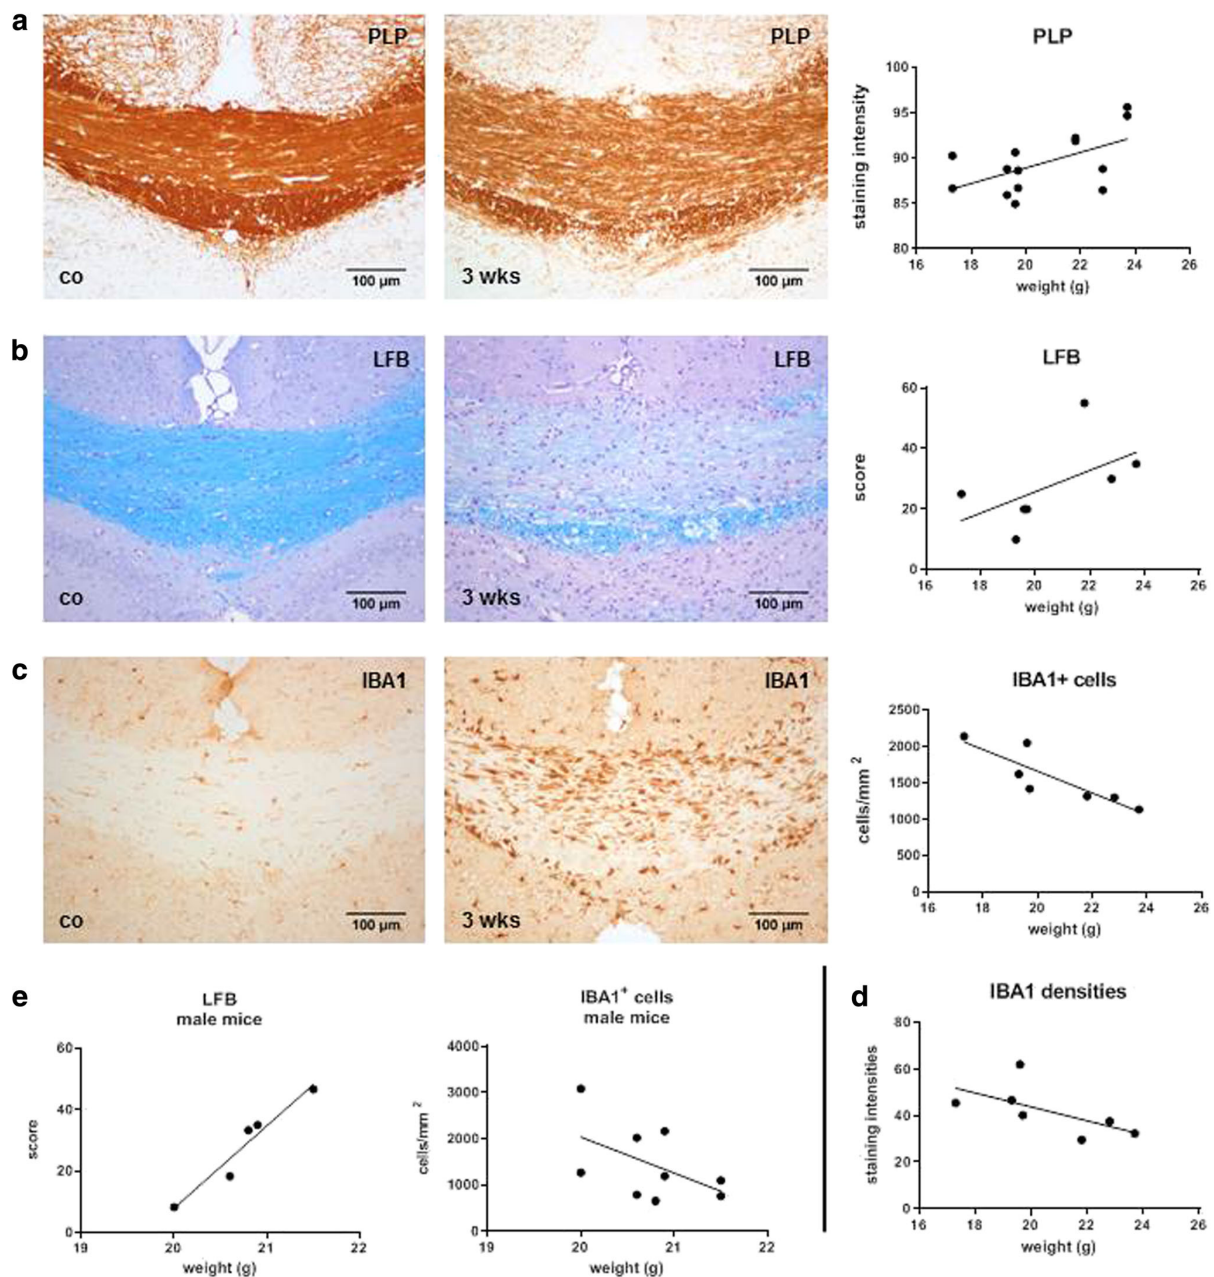 a
PLP
co
100 µm
PLP
3 wks
100 µm
PLP
staining intensity
100
95
90
85
80
16 18 20 22 24 26
weight (g)
b
LFB
co
100 µm
LFB
3 wks
100 µm
LFB
score
60
40
20
0
16 18 20 22 24 26
weight (g)
c
IBA1
co
100 µm
IBA1
3 wks
100 µm
IBA1+ cells
cells/mm 2
2500
2000
1500
1000
500
0
16 18 20 22 24 26
weight (g)
e
LFB
male mice
score
60
40
20
0
19 20 21 22
weight (g)
IBA1+ cells
male mice
cells/mm 2
4000
3000
2000
1000
0
19 20 21 22
weight (g)
d
IBA1 densities
staining intensities
80
60
40
20
0
16 18 20 22 24 26
weight (g)